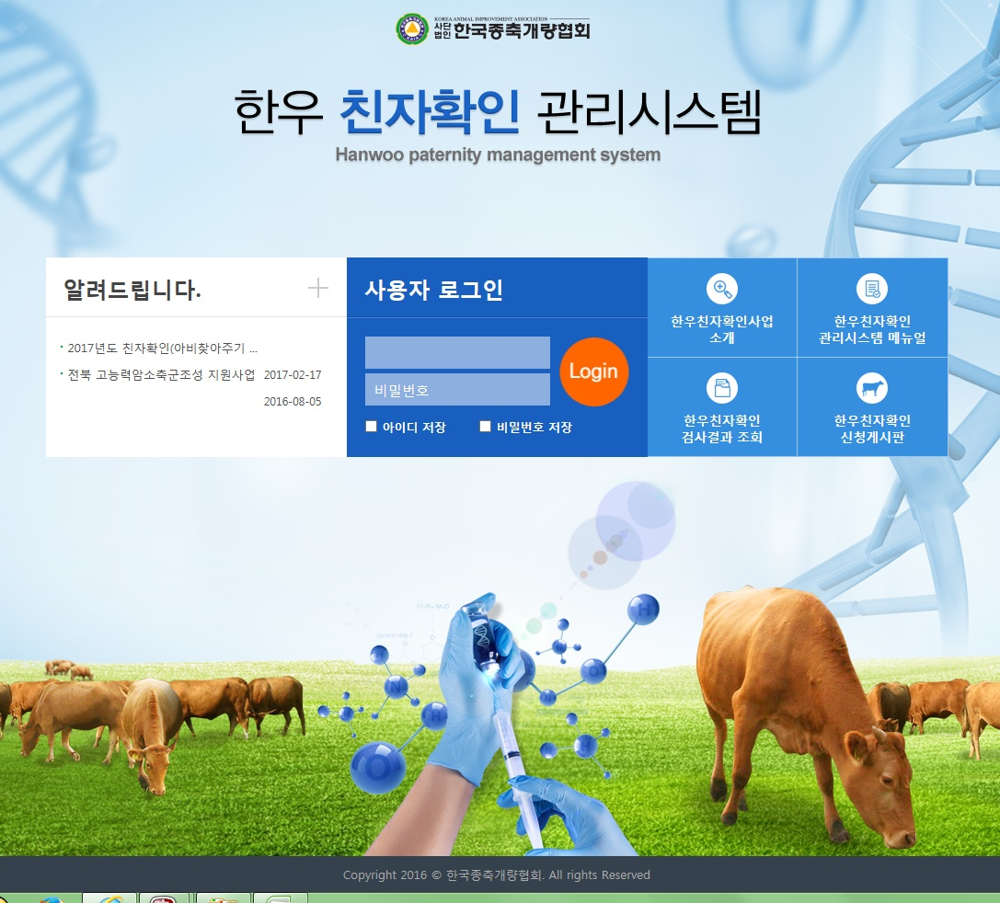 KOREA ANIMAL IMPROVEMENT ASSOCIATION
사단법인 한국종축개량협회
한우 친자확인 관리시스템
Hanwoo paternity management system
알려드립니다.
2017년도 친자확인(아비찾아주기 ...
전북 고능력암소축군조성 지원사업 2017-02-17
2016-08-05
사용자 로그인
비밀번호
Login
아이디 저장 비밀번호 저장
한우친자확인사업
소개
한우친자확인
관리시스템 메뉴얼
한우친자확인
검사결과 조회
한우친자확인
신청게시판
H
O
N
H
N
H
O
H
Copyright 2016 © 한국종축개량협회. All rights Reserved